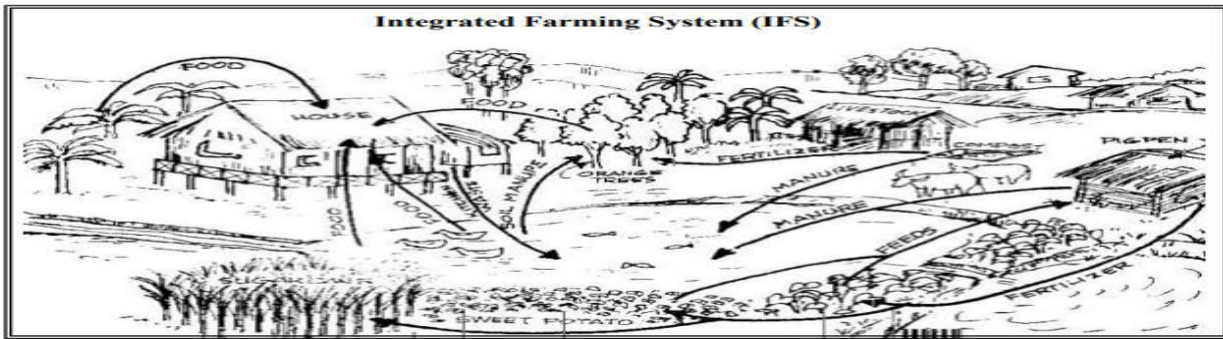 Integrated Farming System (IFS)
FOOD
HOUSE
FOOD
ORANGE
TREES
FERTILIZER
COMPOST
PIGPEN
MANURE
MANURE
SOIL MANURE
FOOD
FOOD
FEEDS
FERTILIZER
SWEET POTATO